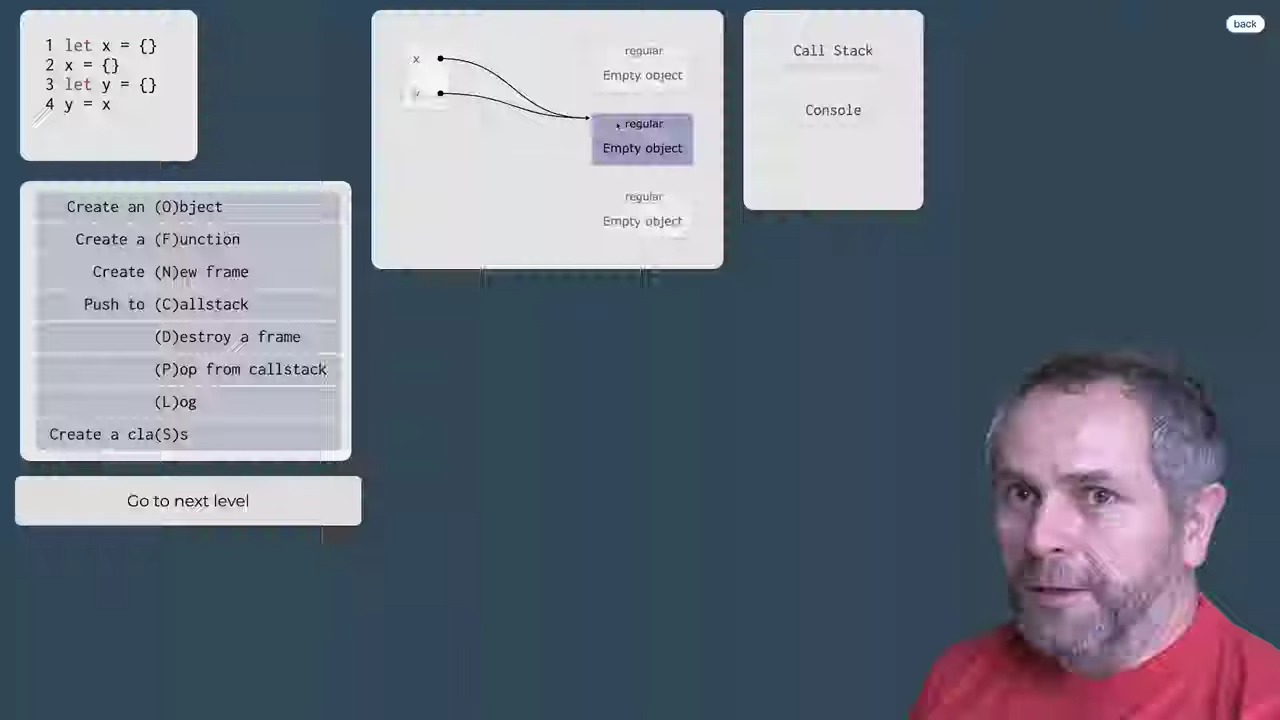 1 let x = {}
2 x = {}
3 let y = {}
4 y = x
Create an (O)bject
Create a (F)unction
Create (N)ew frame
Push to (C)allstack
(D)estroy a frame
(P)op from callstack
(L)og
Create a cla(S)s
Go to next level
x
y
regular
Empty object
regular
Empty object
regular
Empty object
Call Stack
Console
back